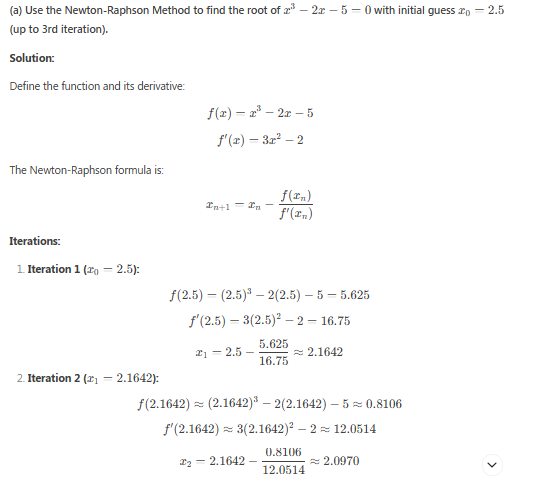 (a) Use the Newton-Raphson Method to find the root of x³ − 2x − 5 = 0 with initial guess x₀ = 2.5
(up to 3rd iteration).
Solution:
Define the function and its derivative:
f(x) = x³ − 2x − 5
f′(x) = 3x² − 2
The Newton-Raphson formula is:
xₙ₊₁ = xₙ − f(xₙ)/f′(xₙ)
Iterations:
1. Iteration 1 (x₀ = 2.5):
f(2.5) = (2.5)³ − 2(2.5) − 5 = 5.625
f′(2.5) = 3(2.5)² − 2 = 16.75
x₁ = 2.5 − 5.625/16.75 ≈ 2.1642
2. Iteration 2 (x₁ = 2.1642):
f(2.1642) ≈ (2.1642)³ − 2(2.1642) − 5 ≈ 0.8106
f′(2.1642) ≈ 3(2.1642)² − 2 ≈ 12.0514
x₂ = 2.1642 − 0.8106/12.0514 ≈ 2.0970